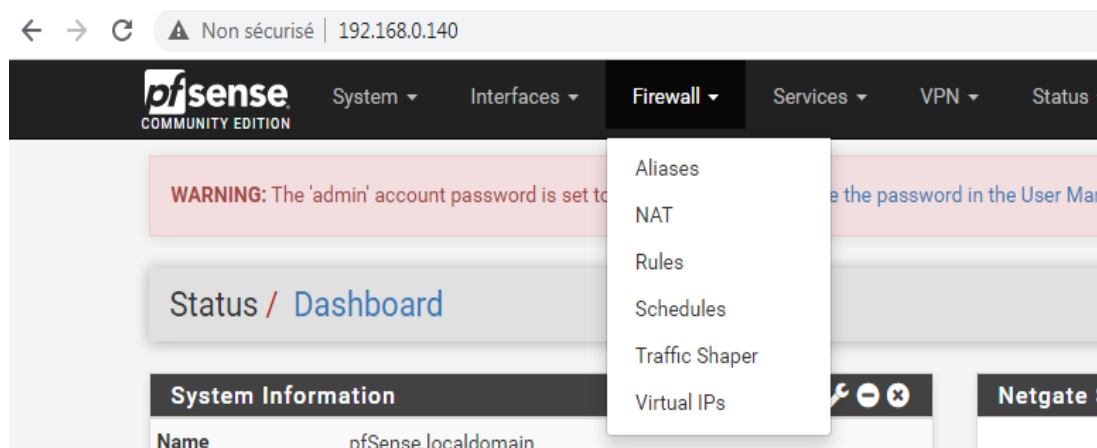 Non sécurisé | 192.168.0.140
pfsense System Interfaces Firewall Services VPN Status
COMMUNITY EDITION
WARNING: The 'admin' account password is set to e the password in the User Mar
Aliases
NAT
Rules
Schedules
Traffic Shaper
Virtual IPs
Status / Dashboard
System Information
Netgate
Name pfSense.localdomain